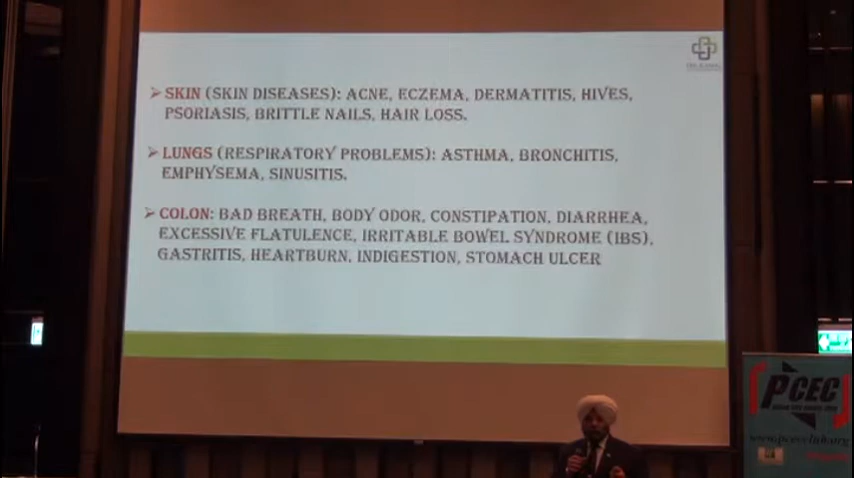 ➢ SKIN (SKIN DISEASES): ACNE, ECZEMA, DERMATITIS, HIVES,
PSORIASIS, BRITTLE NAILS, HAIR LOSS.
➢ LUNGS (RESPIRATORY PROBLEMS): ASTHMA, BRONCHITIS,
EMPHYSEMA, SINUSITIS.
➢ COLON: BAD BREATH, BODY ODOR, CONSTIPATION, DIARRHEA,
EXCESSIVE FLATULENCE, IRRITABLE BOWEL SYNDROME (IBS),
GASTRITIS, HEARTBURN, INDIGESTION, STOMACH ULCER
PCEC